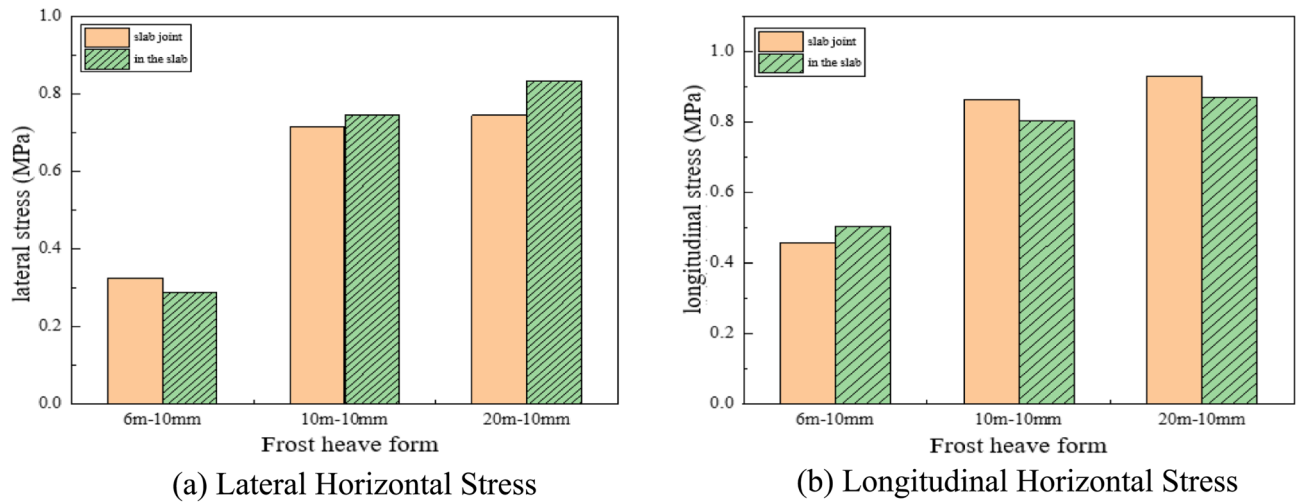 1.0
0.8
0.6
0.4
0.2
0.0
lateral stress (MPa)
slab joint
in the slab
6m-10mm 10m-10mm 20m-10mm
Frost heave form
(a) Lateral Horizontal Stress
1.0
0.8
0.6
0.4
0.2
0.0
longitudinal stress (MPa)
slab joint
in the slab
6m-10mm 10m-10mm 20m-10mm
Frost heave form
(b) Longitudinal Horizontal Stress